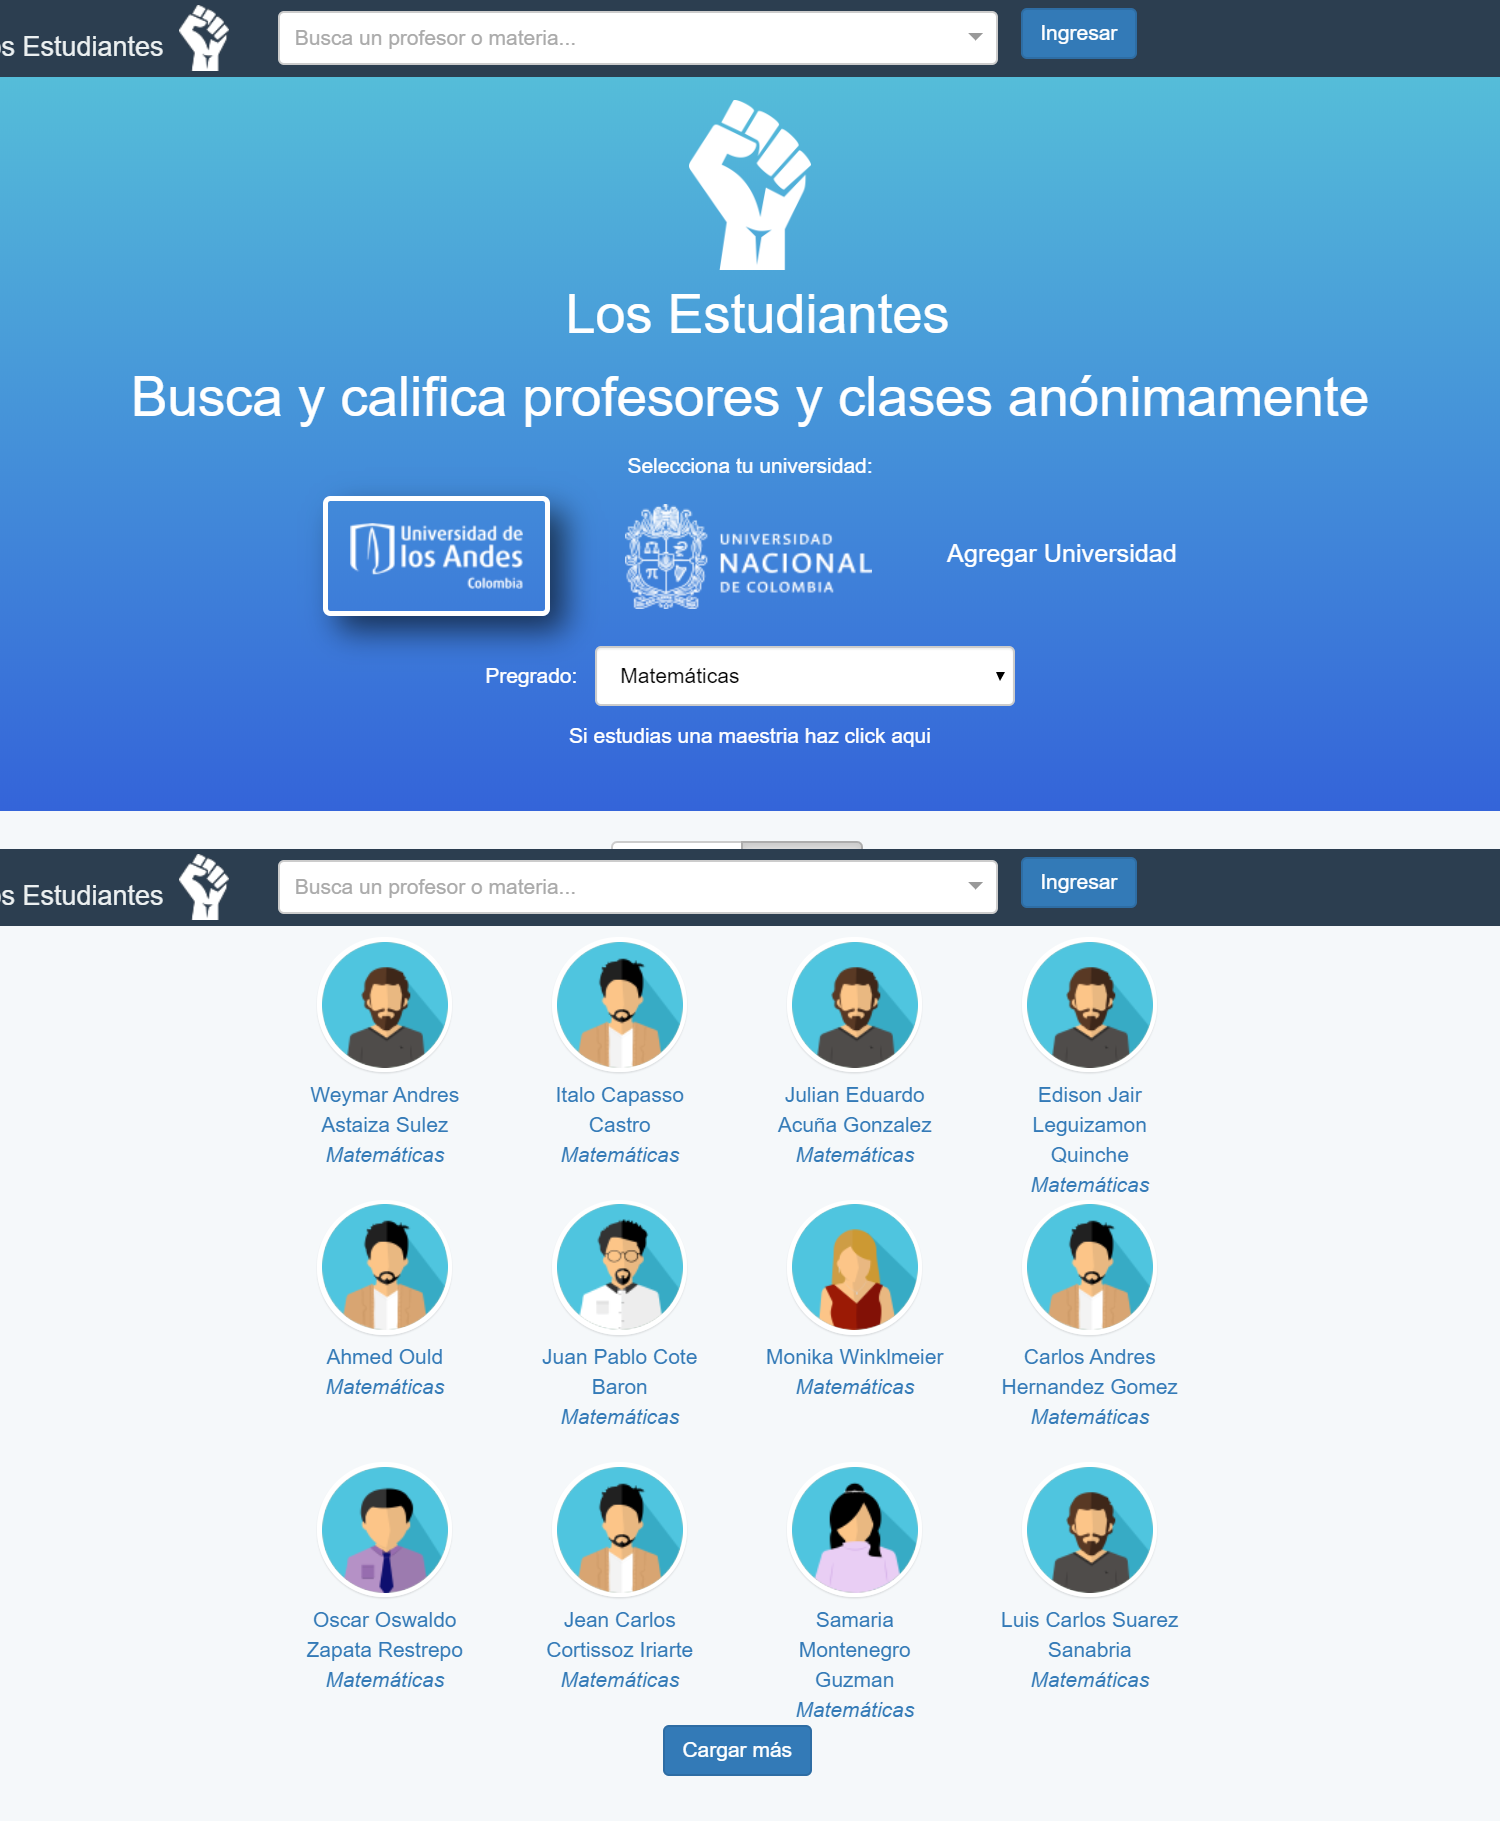 s Estudiantes
Busca un profesor o materia...
Ingresar
Los Estudiantes
Busca y califica profesores y clases anónimamente
Selecciona tu universidad:
Universidad de
los Andes
Colombia
UNIVERSIDAD
NACIONAL
DE COLOMBIA
Agregar Universidad
Pregrado:
Matemáticas
Si estudias una maestria haz click aqui
s Estudiantes
Busca un profesor o materia...
Ingresar
Weymar Andres
Astaiza Sulez
Matemáticas
Italo Capasso
Castro
Matemáticas
Julian Eduardo
Acuña Gonzalez
Matemáticas
Edison Jair
Leguizamon
Quinche
Matemáticas
Ahmed Ould
Matemáticas
Juan Pablo Cote
Baron
Matemáticas
Monika Winklmeier
Matemáticas
Carlos Andres
Hernandez Gomez
Matemáticas
Oscar Oswaldo
Zapata Restrepo
Matemáticas
Jean Carlos
Cortissoz Iriarte
Matemáticas
Samaria
Montenegro
Guzman
Matemáticas
Luis Carlos Suarez
Sanabria
Matemáticas
Cargar más